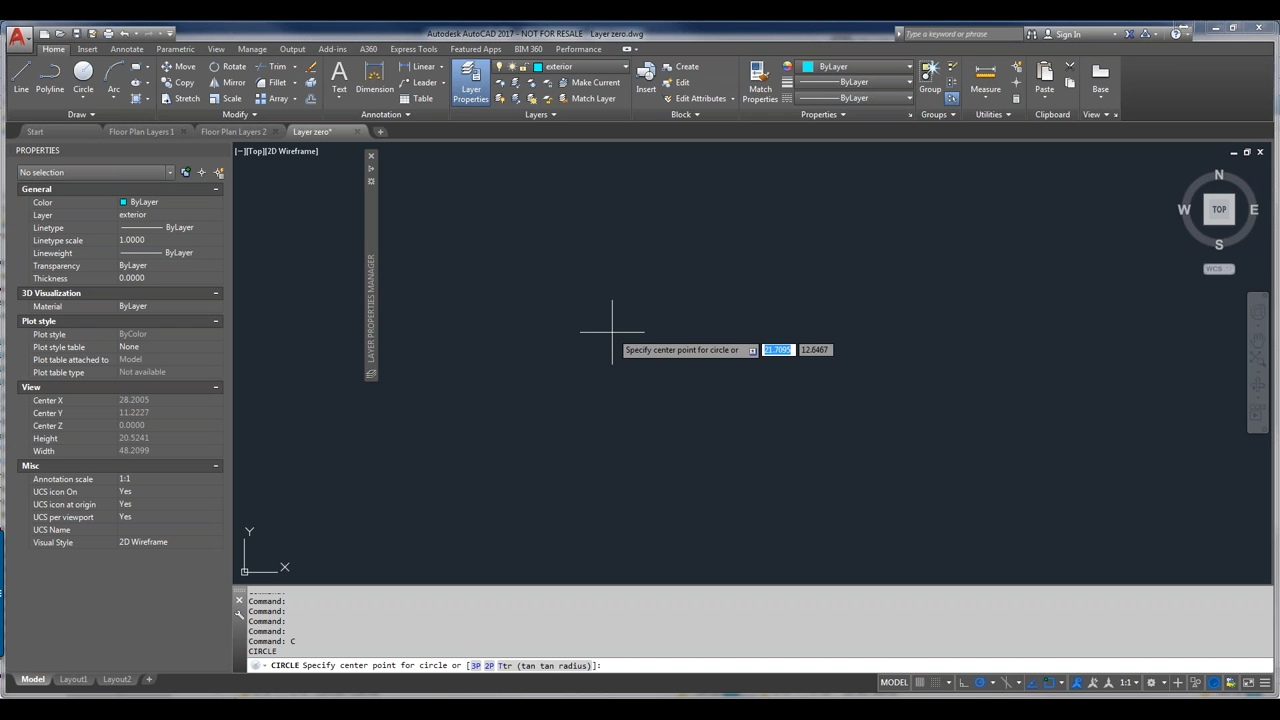 Autodesk AutoCAD 2017 - NOT FOR RESALE Layer zero.dwg
Type a keyword or phrase
Sign In
Home Insert Annotate Parametric View Manage Output Add-ins A360 Express Tools Featured Apps BIM 360 Performance
Line Polyline Circle Arc
Move Rotate Trim
Copy Mirror Fillet
Stretch Scale Array
Text Dimension
Linear
Leader
Table
Layer Properties
exterior
Make Current
Match Layer
Insert
Create
Edit
Edit Attributes
Match Properties
ByLayer
ByLayer
ByLayer
Group
Measure
Paste
Base
Draw Modify Annotation Layers Block Properties Groups Utilities Clipboard View
Start Floor Plan Layers 1 Floor Plan Layers 2 Layer zero*
PROPERTIES
No selection
General
Color ByLayer
Layer exterior
Linetype ByLayer
Linetype scale 1.0000
Lineweight ByLayer
Transparency ByLayer
Thickness 0.0000
3D Visualization
Material ByLayer
Plot style
Plot style ByColor
Plot style table None
Plot table attached to Model
Plot table type Not available
View
Center X 28.2005
Center Y 11.2227
Center Z 0.0000
Height 20.5241
Width 48.2099
Misc
Annotation scale 1:1
UCS icon On Yes
UCS icon at origin Yes
UCS per viewport Yes
UCS Name
Visual Style 2D Wireframe
[−][Top][2D Wireframe]
LAYER PROPERTIES MANAGER
N
W TOP E
S
WCS
Specify center point for circle or 21.7095 12.6467
Y
X
Command:
Command:
Command:
Command:
Command: C
CIRCLE
CIRCLE Specify center point for circle or [3P 2P Ttr (tan tan radius)]:
Model Layout1 Layout2
MODEL 1:1